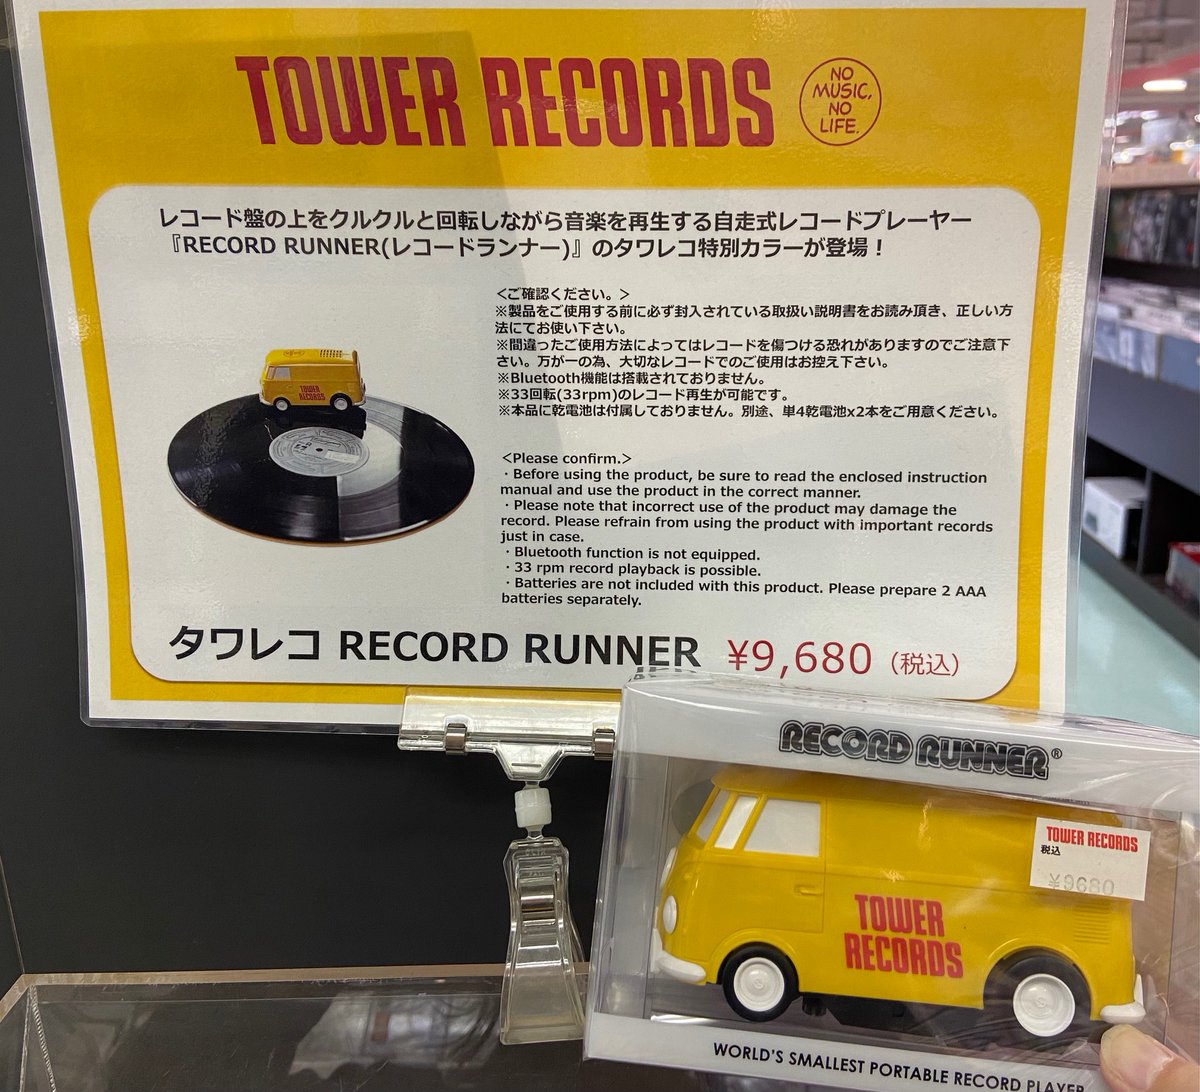 TOWER RECORDS
NO
MUSIC,
NO
LIFE.
レコード盤の上をクルクルと回転しながら音楽を再生する自走式レコードプレーヤー
『RECORD RUNNER(レコードランナー)』のタワレコ特別カラーが登場！
＜ご確認ください。＞
※製品をご使用する前に必ず封入されている取扱い説明書をお読み頂き、正しい方
法にてお使い下さい。
※間違ったご使用方法によってはレコードを傷つける恐れがありますのでご注意下
さい。万が一の為、大切なレコードでのご使用はお控え下さい。
※Bluetooth機能は搭載されておりません。
※33回転(33rpm)のレコード再生が可能です。
※本品に乾電池は付属しておりません。別途、単4乾電池x2本をご用意ください。
TOWER
RECORDS
<Please confirm.>
・Before using the product, be sure to read the enclosed instruction
manual and use the product in the correct manner.
・Please note that incorrect use of the product may damage the
record. Please refrain from using the product with important records
just in case.
・Bluetooth function is not equipped.
・33 rpm record playback is possible.
・Batteries are not included with this product. Please prepare 2 AAA
batteries separately.
タワレコ RECORD RUNNER ¥9,680（税込）
RECORD RUNNER®
TOWER RECORDS
税込
¥9680
TOWER
RECORDS
WORLD'S SMALLEST PORTABLE RECORD PLAYER